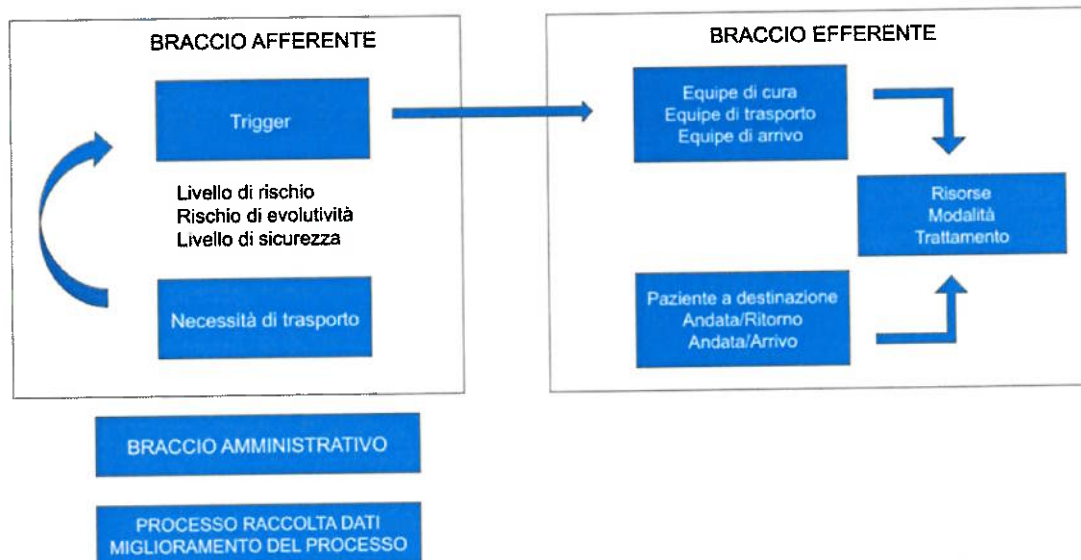 BRACCIO AFFERENTE
Trigger
Livello di rischio
Rischio di evolutività
Livello di sicurezza
Necessità di trasporto
BRACCIO EFFERENTE
Equipe di cura
Equipe di trasporto
Equipe di arrivo
Risorse
Modalità
Trattamento
Paziente a destinazione
Andata/Ritorno
Andata/Arrivo
BRACCIO AMMINISTRATIVO
PROCESSO RACCOLTA DATI
MIGLIORAMENTO DEL PROCESSO